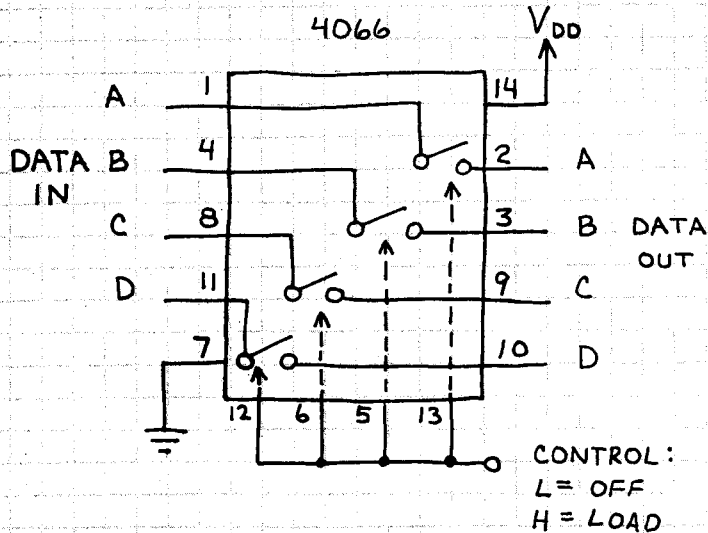 4066
V DD
A 1 14
DATA B 4 2 A
IN
C 8 3 B DATA
OUT
D 11 9 C
7 10 D
12 6 5 13
CONTROL:
L = OFF
H = LOAD